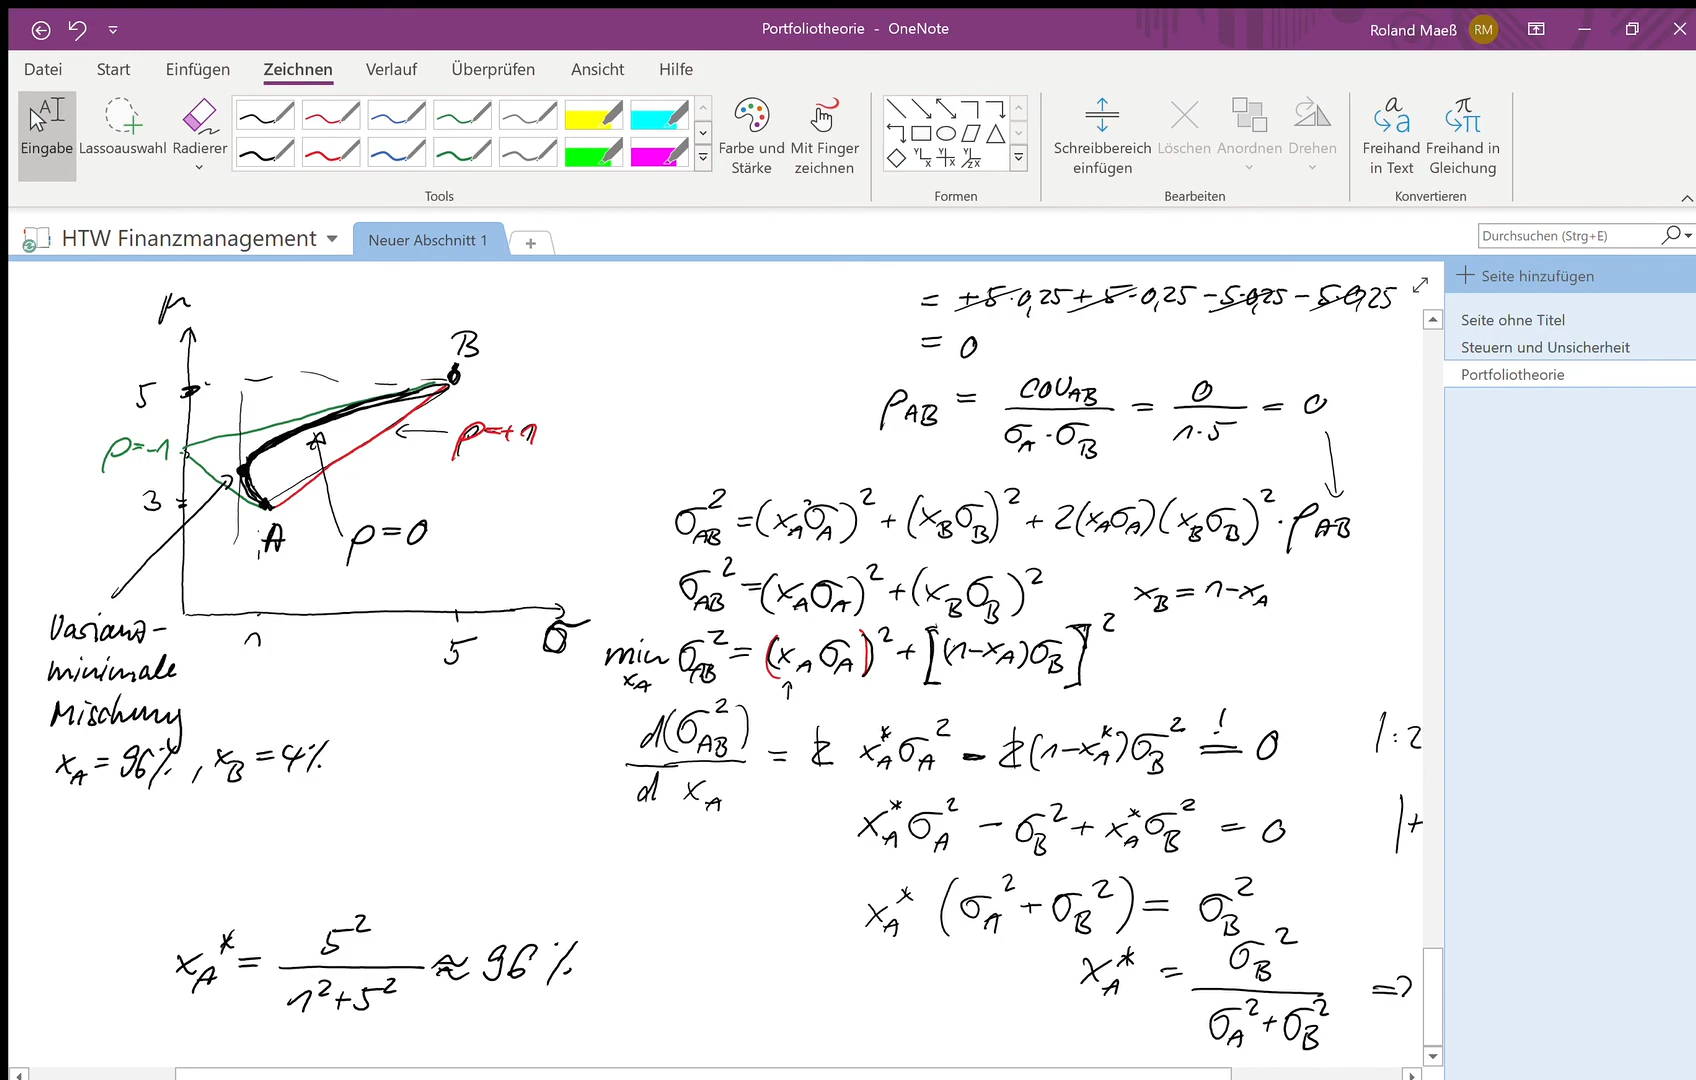 Portfoliotheorie - OneNote
Roland Maeß RM
Datei Start Einfügen Zeichnen Verlauf Überprüfen Ansicht Hilfe
Eingabe
Lassoauswahl
Radierer
Farbe und Stärke
Mit Finger zeichnen
Schreibbereich einfügen
Löschen
Anordnen
Drehen
Freihand in Text
Freihand in Gleichung
Tools
Formen
Bearbeiten
Konvertieren
HTW Finanzmanagement
Neuer Abschnitt 1
Durchsuchen (Strg+E)
Seite hinzufügen
Seite ohne Titel
Steuern und Unsicherheit
Portfoliotheorie
μ
B
5
ρ=-1
ρ=+1
3
A
ρ=0
1
5
σ
Varianz-
minimale
Mischung
x_A = 96%, x_B = 4%
x_A* = 5² / (1²+5²) ≈ 96%
= +5·0,25+5·0,25-5·0,25-5·0,25
= 0
ρ_AB = COV_AB / (σ_A·σ_B) = 0 / (1·5) = 0
σ_AB² = (x_A²σ_A)² + (x_Bσ_B)² + 2(x_Aσ_A)(x_Bσ_B)²·ρ_AB
σ_AB² = (x_Aσ_A)² + (x_Bσ_B)² x_B = 1-x_A
min x_A σ_AB² = (x_A σ_A)² + [(1-x_A)σ_B]²
d(σ_AB²) / d x_A = 2 x_A*σ_A² - 2(1-x_A*)σ_B² =! 0 |:2
x_A*σ_A² - σ_B² + x_A*σ_B² = 0 |+
x_A* (σ_A² + σ_B²) = σ_B²
x_A* = σ_B² / (σ_A² + σ_B²) =>